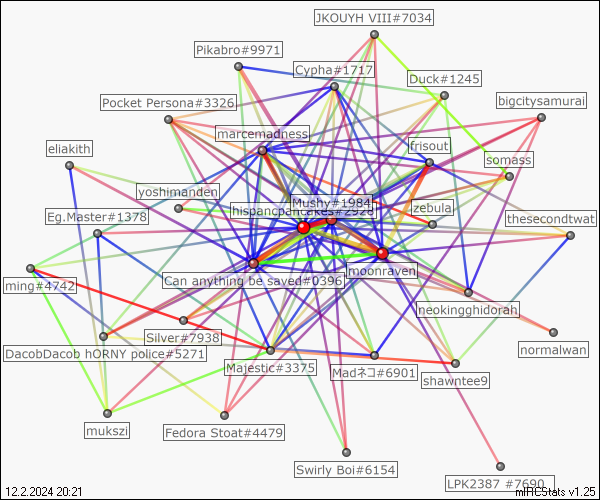 JKOUYH VIII#7034
Pikabro#9971
Cypha#1717
Duck#1245
bigcitysamurai
Pocket Persona#3326
marcemadness
frisout
eliakith
somass
yoshimanden
Mushy#1984
hispancpancakes#2928
zebula
Eg.Master#1378
thesecondtwat
moonraven
Can anything be saved#0396
ming#4742
neokingghidorah
Silver#7938
normalwan
DacobDacob hORNY police#5271
Majestic#3375
Madネコ#6901
shawntee9
mukszi
Fedora Stoat#4479
Swirly Boi#6154
LPK2387 #7690
12.2.2024 20:21
mIRCStats v1.25